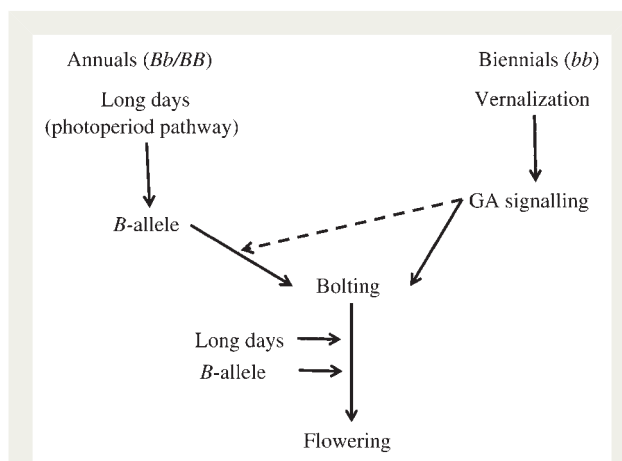 Annuals (Bb/BB)
Biennials (bb)
Long days
(photoperiod pathway)
Vernalization
B-allele
GA signalling
Bolting
Long days
B-allele
Flowering